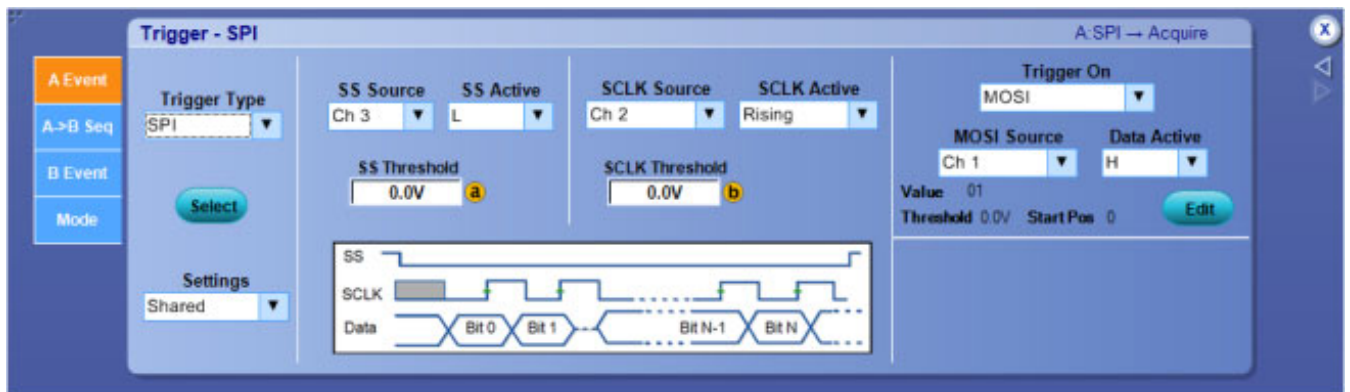 Trigger - SPI
A:SPI → Acquire
X
A Event
A->B Seq
B Event
Mode
Trigger Type
SPI
Select
Settings
Shared
SS Source
SS Active
Ch 3
L
SS Threshold
0.0V
a
SCLK Source
SCLK Active
Ch 2
Rising
SCLK Threshold
0.0V
b
SS
SCLK
Data
Bit 0
Bit 1
Bit N-1
Bit N
Trigger On
MOSI
MOSI Source
Data Active
Ch 1
H
Value 01
Threshold 0.0V Start Pos 0
Edit